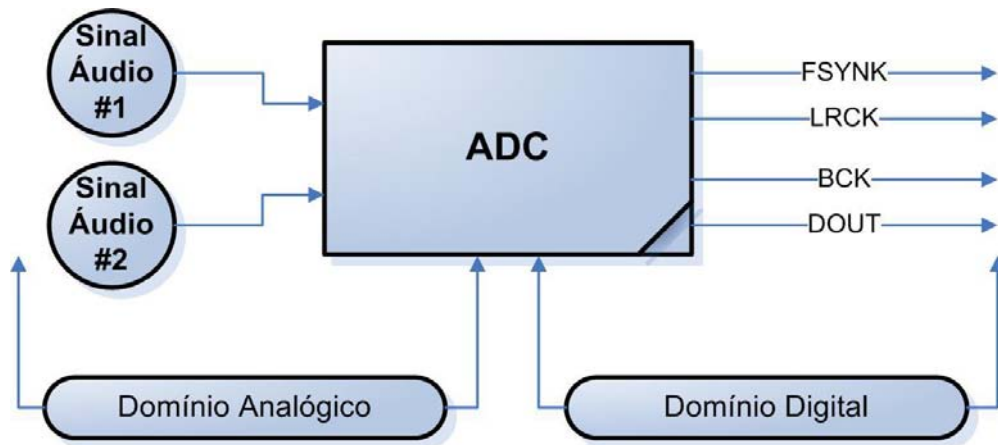 Sinal
Áudio
#1
Sinal
Áudio
#2
ADC
FSYNK
LRCK
BCK
DOUT
Domínio Analógico
Domínio Digital